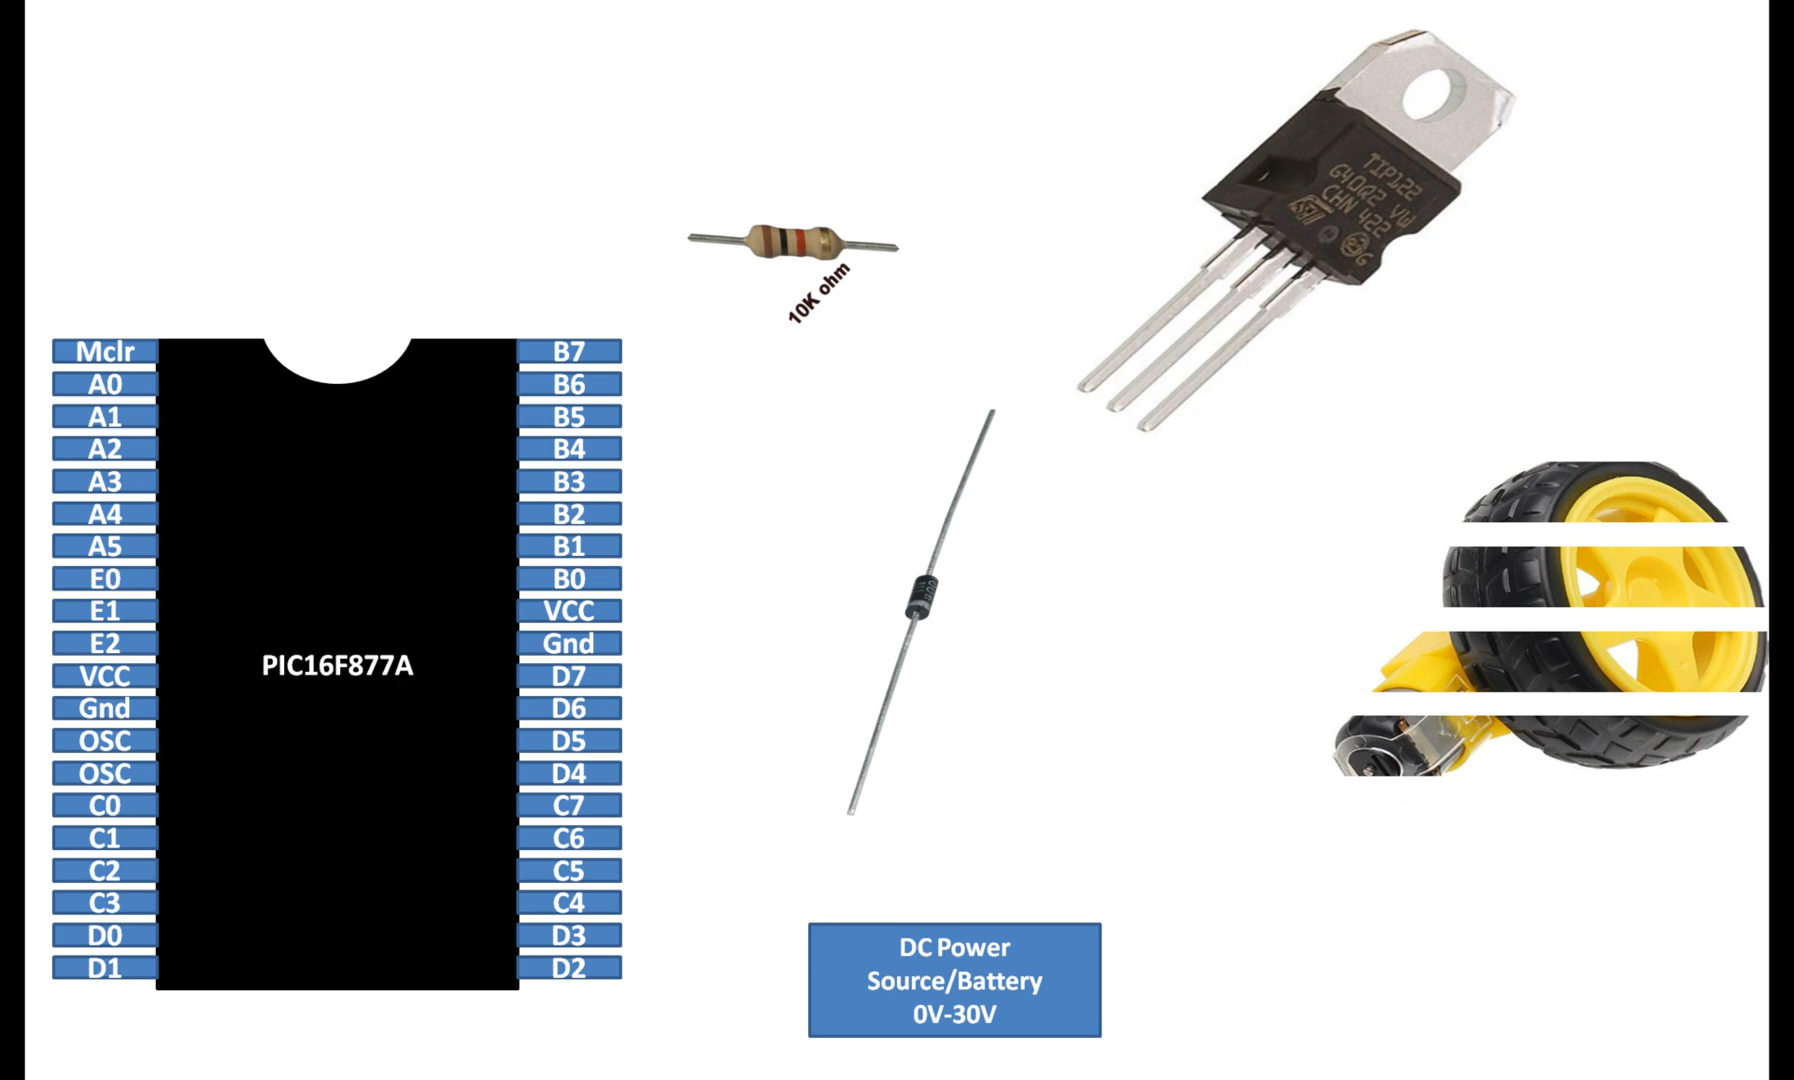 10K ohm
TIP122
G40Q2 VW
CHN 422
G
Mclr
A0
A1
A2
A3
A4
A5
E0
E1
E2
VCC
Gnd
OSC
OSC
C0
C1
C2
C3
D0
D1
PIC16F877A
B7
B6
B5
B4
B3
B2
B1
B0
VCC
Gnd
D7
D6
D5
D4
C7
C6
C5
C4
D3
D2
DC Power
Source/Battery
0V-30V